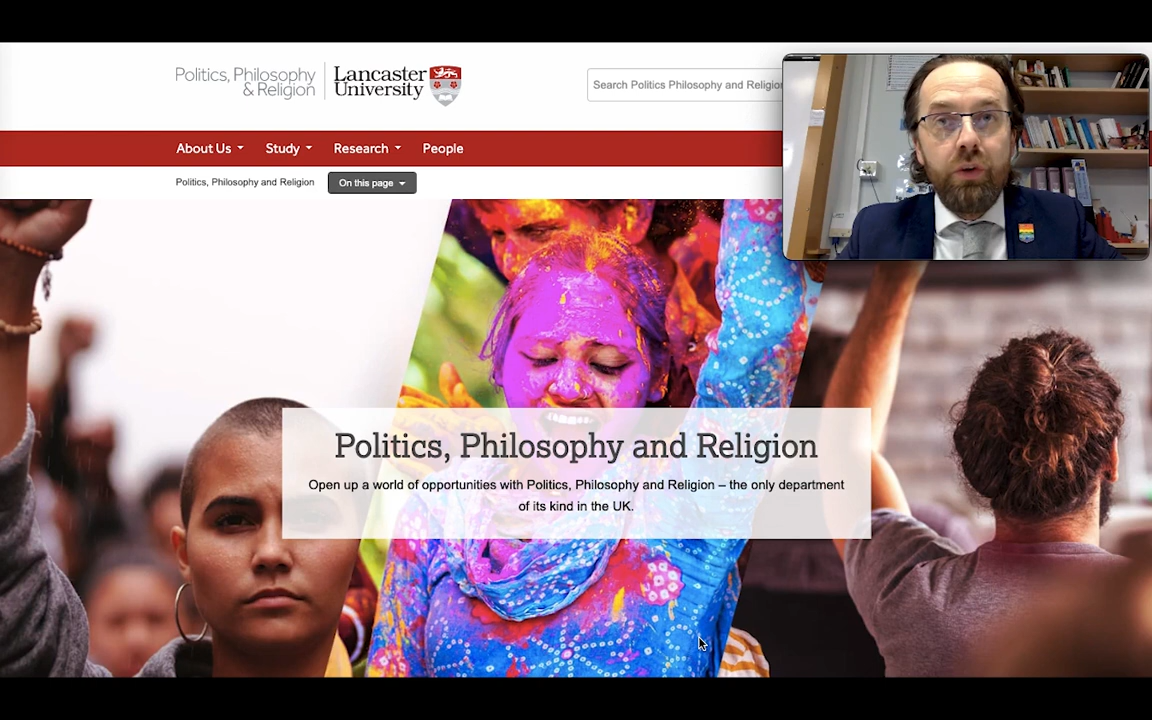 Politics, Philosophy
& Religion
Lancaster
University
Search Politics Philosophy and Religion
About Us
Study
Research
People
Politics, Philosophy and Religion
On this page
Politics, Philosophy and Religion
Open up a world of opportunities with Politics, Philosophy and Religion – the only department
of its kind in the UK.